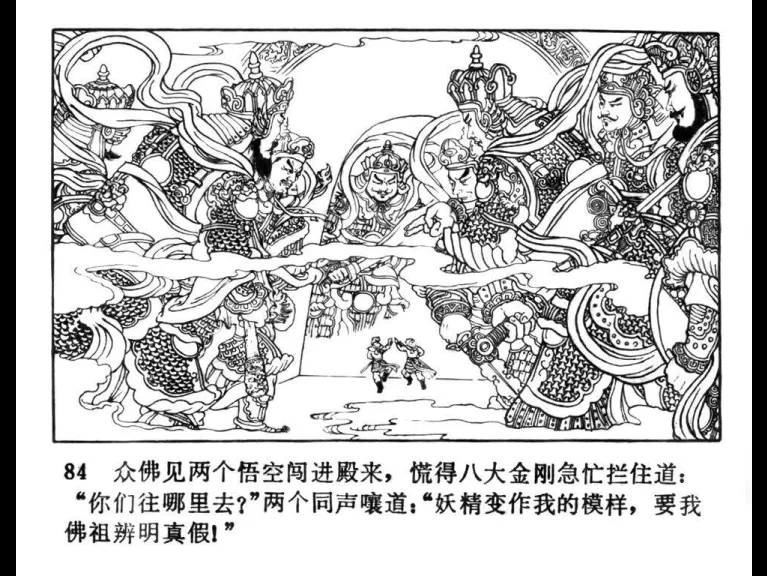 84 众佛见两个悟空闯进殿来，慌得八大金刚急忙拦住道：
“你们往哪里去？”两个同声嚷道：“妖精变作我的模样，要我
佛祖辨明真假！”